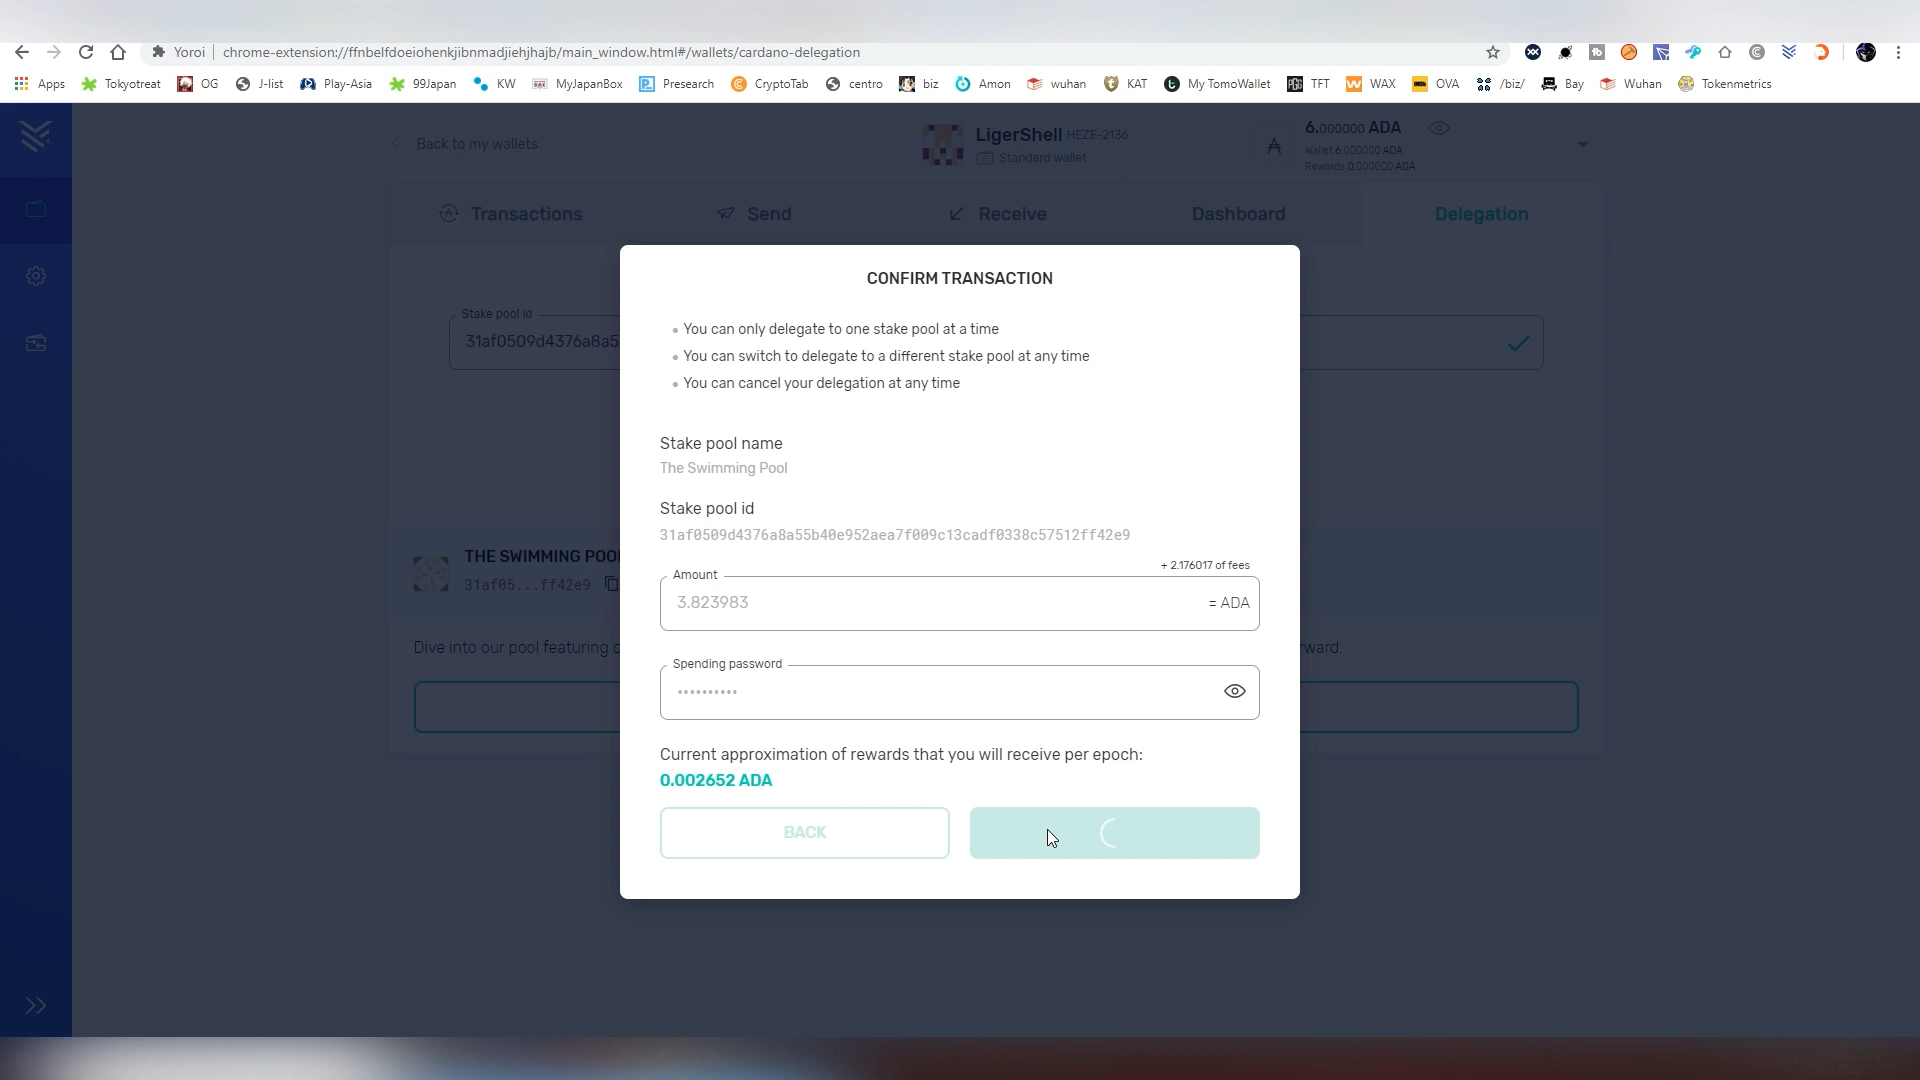 Yoroi chrome-extension://ffnbelfdoeiohenkjibnmadjiehjhajb/main_window.html#/wallets/cardano-delegation
Apps Tokyotreat OG J-list Play-Asia 99Japan KW MyJapanBox Presearch CryptoTab centro biz Amon wuhan KAT My TomoWallet TFT WAX OVA /biz/ Bay Wuhan Tokenmetrics
Back to my wallets
LigerShell HEZE-2136
Standard wallet
6.000000 ADA
Wallet 6.000000 ADA
Rewards 0.000000 ADA
Transactions Send Receive Dashboard Delegation
Stake pool id
31af0509d4376a8a5
CONFIRM TRANSACTION
You can only delegate to one stake pool at a time
You can switch to delegate to a different stake pool at any time
You can cancel your delegation at any time
Stake pool name
The Swimming Pool
Stake pool id
31af0509d4376a8a55b40e952aea7f009c13cadf0338c57512ff42e9
+ 2.176017 of fees
Amount
3.823983 = ADA
Spending password
••••••••••
Current approximation of rewards that you will receive per epoch:
0.002652 ADA
BACK
THE SWIMMING POOL
31af05...ff42e9
Dive into our pool featuring
ward.